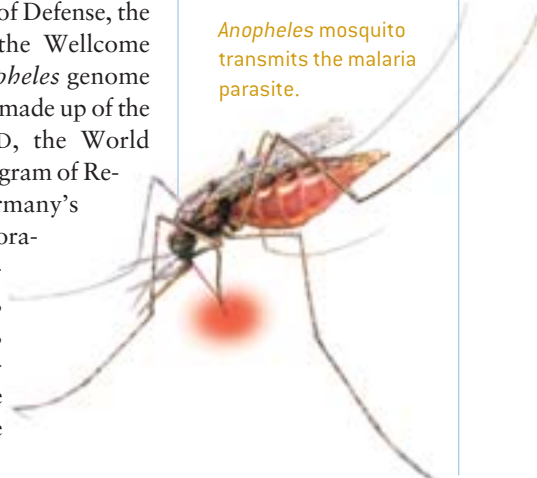 of Defense, the
the Wellcome
pheles genome
made up of the
D, the World
gram of Re-
rmany's
ora-
Anopheles mosquito
transmits the malaria
parasite.